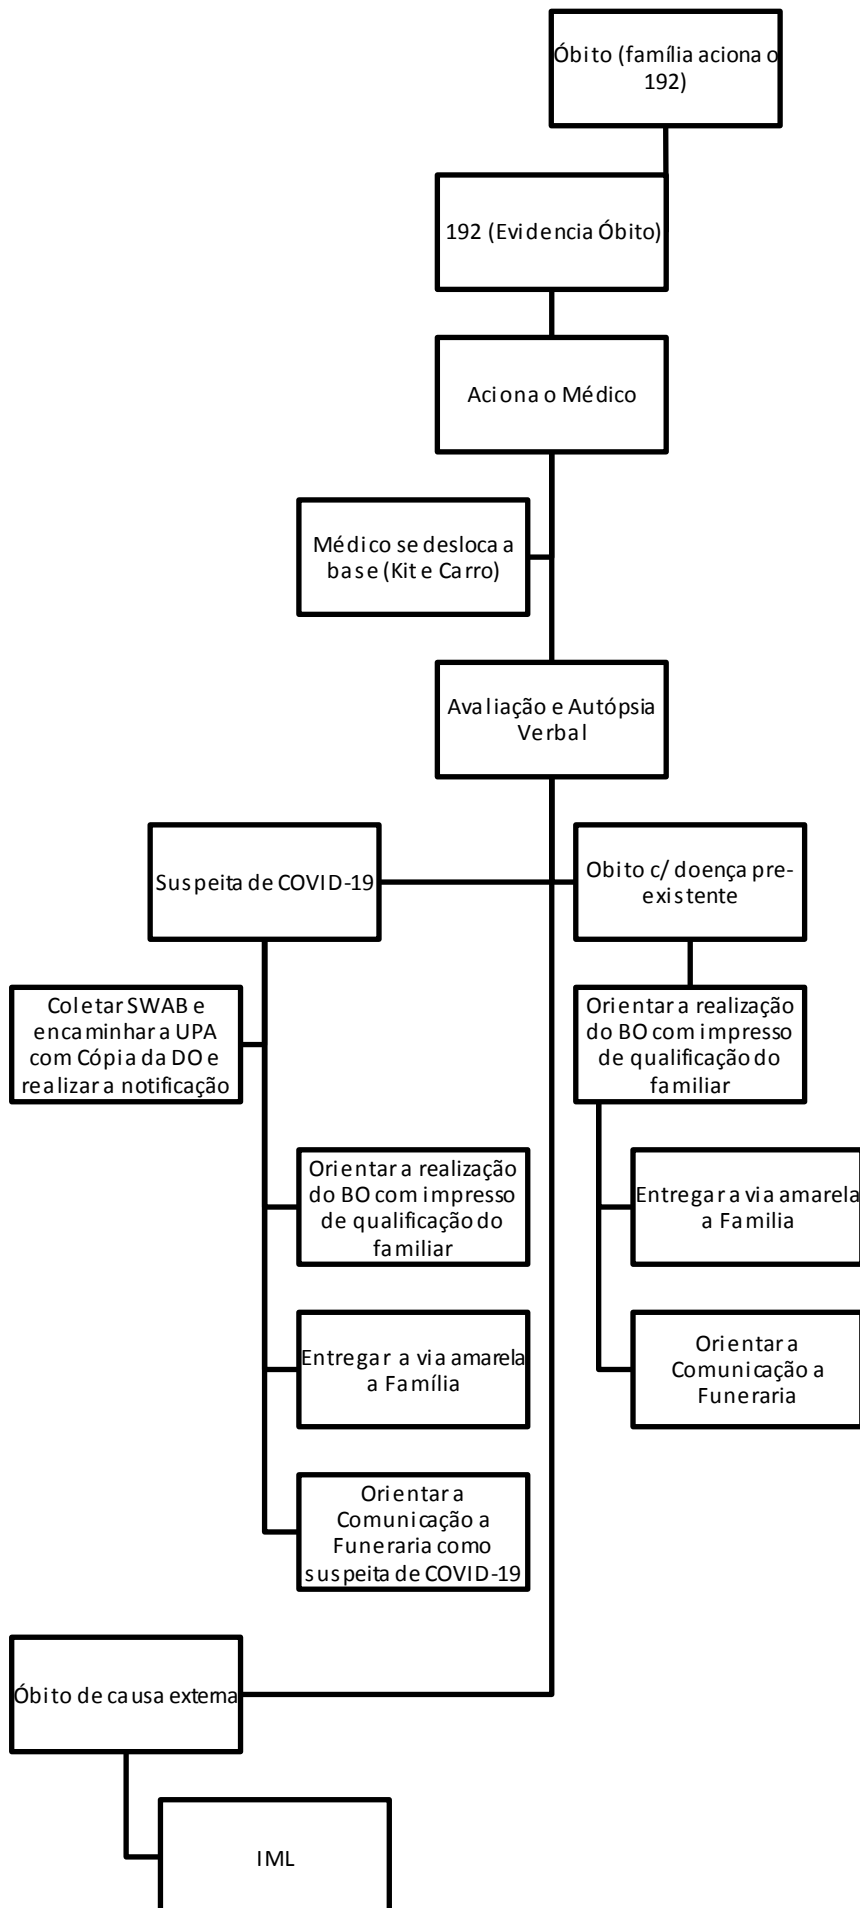 Óbito (família aciona o
192)
192 (Evidencia Óbito)
Aciona o Médico
Médico se desloca a
base (Kit e Carro)
Avaliação e Autópsia
Verbal
Suspeita de COVID-19
Obito c/ doença pre-
existente
Coletar SWAB e
encaminhar a UPA
com Cópia da DO e
realizar a notificação
Orientar a realização
do BO com impresso
de qualificação do
familiar
Orientar a realização
do BO com impresso
de qualificação do
familiar
Entregar a via amarela
a Familia
Entregar a via amarela
a Família
Orientar a
Comunicação a
Funeraria
Orientar a
Comunicação a
Funeraria como
suspeita de COVID-19
Óbito de causa externa
IML